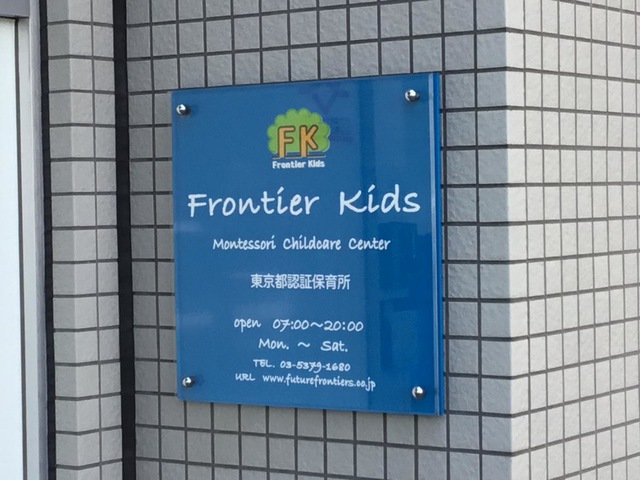 FK
Frontier Kids
Frontier Kids
Montessori Childcare Center
東京都認証保育所
open 07:00～20:00
Mon. ～ Sat.
TEL. 03-5379-1680
URL www.futurefrontiers.co.jp